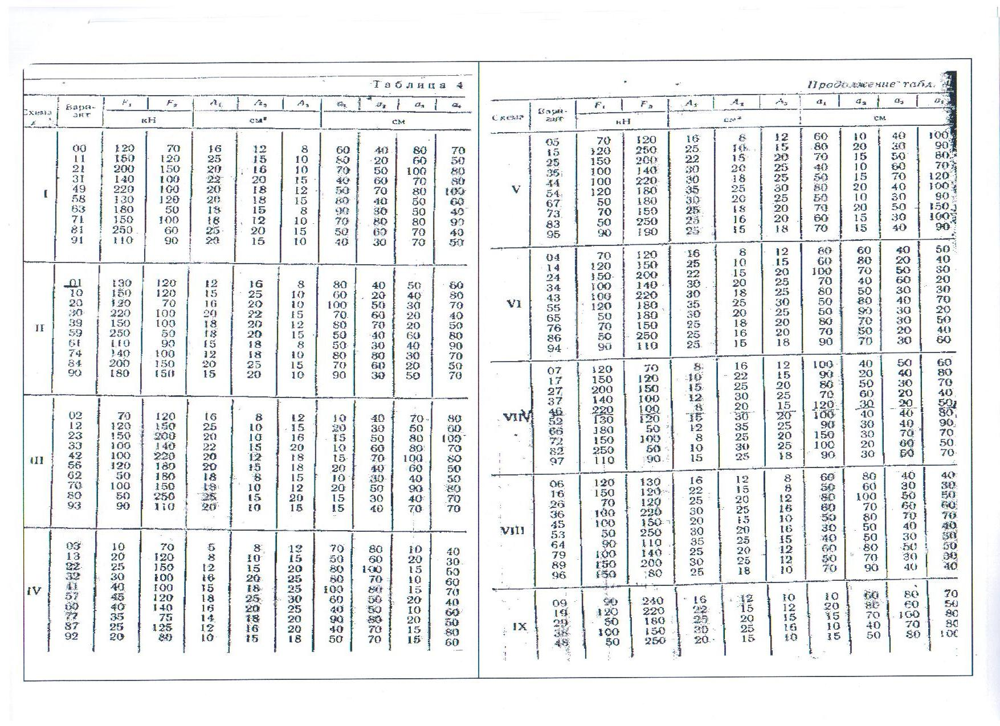 Таблица 4
Схема Вари- F₁ F₂ A₁ A₂ A₃ a₁ a₂ a₃ a₄
ант кН см² см
I
00 120 70 16 12 8 60 40 80 70
11 150 120 25 15 10 80 20 60 50
21 200 150 20 16 10 70 50 100 80
31 140 100 22 20 15 40 60 70 80
49 220 100 20 18 12 50 70 80 100
58 130 120 20 18 15 80 40 50 60
63 180 50 18 15 8 90 30 50 40
71 150 100 18 12 10 70 80 80 90
81 250 60 25 20 15 50 60 70 40
91 110 90 20 15 10 40 30 70 50
II
01 130 120 12 16 8 80 40 50 60
10 150 120 15 25 10 60 20 40 80
20 120 70 16 20 10 100 50 30 70
30 220 100 20 22 15 70 60 20 40
39 150 100 18 20 12 80 70 20 50
59 250 50 18 20 15 50 40 60 80
61 110 90 15 18 8 50 30 40 90
74 140 100 12 18 10 80 80 30 70
84 200 150 20 25 15 70 60 20 50
90 180 150 15 20 10 90 30 50 70
III
02 70 120 16 8 12 10 40 70 80
12 120 150 25 10 15 20 30 50 60
23 150 200 20 10 16 15 50 80 100
33 100 140 22 15 20 10 60 80 70
42 100 220 20 12 18 15 70 100 80
56 120 180 20 15 18 20 40 60 50
62 50 180 18 8 15 10 30 40 50
70 100 150 18 10 12 20 50 90 80
80 50 250 25 15 20 15 30 40 70
93 90 110 20 10 15 15 40 70 70
IV
03 10 70 5 8 12 70 80 10 40
13 20 120 8 10 15 50 60 20 30
22 25 150 12 15 20 80 100 15 50
32 30 100 16 20 25 80 70 10 60
41 40 100 15 18 25 100 80 15 70
57 45 120 18 25 30 60 50 20 40
60 40 140 16 20 25 40 50 10 60
77 35 75 14 18 20 90 80 20 50
87 25 125 12 16 20 40 70 15 80
92 20 80 10 15 18 50 70 15 60
Продолжение табл.
Схема Вари- F₁ F₂ A₁ A₂ A₃ a₁ a₂ a₃
ант кН см² см
V
05 70 120 16 8 12 60 10 40 100
15 120 250 25 10 15 80 20 30 90
25 150 200 22 15 20 70 15 50 80
35 100 140 30 20 25 40 10 60 70
44 100 220 30 18 25 50 15 70 120
54 120 180 35 25 30 80 20 40 100
67 50 180 30 20 25 50 10 30 90
73 70 150 25 18 20 70 20 50 150
83 50 250 25 16 20 60 15 30 100
95 90 190 25 15 18 70 15 40 90
VI
04 70 120 16 8 12 80 60 40 50
14 120 150 25 10 15 60 80 20 40
24 150 200 22 15 20 100 70 50 30
34 100 140 30 20 25 70 40 60 20
43 100 220 30 18 25 80 50 30 30
55 120 180 35 25 30 50 80 40 70
65 50 180 30 20 25 50 90 30 20
76 70 150 25 18 20 80 70 30 50
86 50 250 25 16 20 70 50 20 40
94 90 110 25 15 18 90 70 30 60
07 120 70 8 16 12 100 40 50 60
17 150 120 10 22 15 90 20 40 80
27 200 150 15 25 20 80 50 30 70
37 140 100 12 30 25 70 60 20 40
46 220 100 8 20 15 120 30 20 50
52 130 120 15 30 20 100 40 40 80
66 180 50 12 35 25 90 30 40 90
72 150 100 8 25 20 150 30 70 70
82 250 60 10 30 25 100 20 60 50
97 110 90 15 25 18 90 30 50 70
VIII
06 120 130 16 12 8 60 80 40 40
16 150 120 22 15 8 50 60 30 30
26 70 120 25 20 12 80 100 50 50
36 100 220 30 25 16 60 70 60 60
45 100 150 20 15 10 50 80 70 70
53 50 250 30 20 16 30 50 40 40
64 90 110 35 25 15 40 50 30 50
79 100 140 25 20 12 60 80 50 50
89 150 200 30 25 12 50 70 30 30
96 150 80 25 18 10 70 90 40 40
IX
09 90 240 16 12 10 10 60 80 70
19 120 220 22 15 12 20 80 60 50
29 80 180 25 20 15 15 70 100 80
38 100 150 30 25 16 10 40 70 80
48 50 250 20 15 10 15 50 80 100